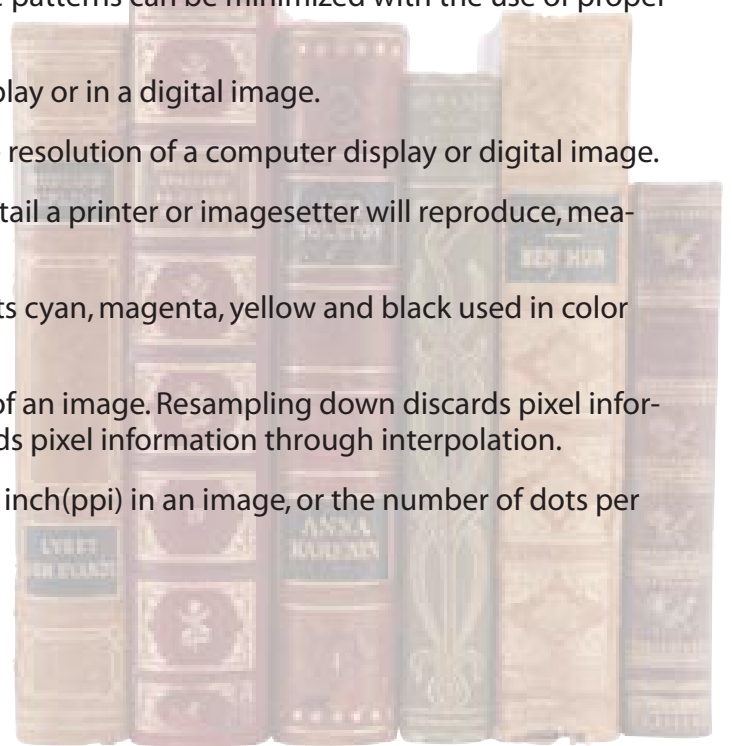 e patterns can be minimized with the use of proper
play or in a digital image.
e resolution of a computer display or digital image.
tail a printer or imagesetter will reproduce, mea-
TOLSTOY
BEN HUR
ts cyan, magenta, yellow and black used in color
of an image. Resampling down discards pixel infor-
ds pixel information through interpolation.
inch(ppi) in an image, or the number of dots per
ANNA
KARENIN